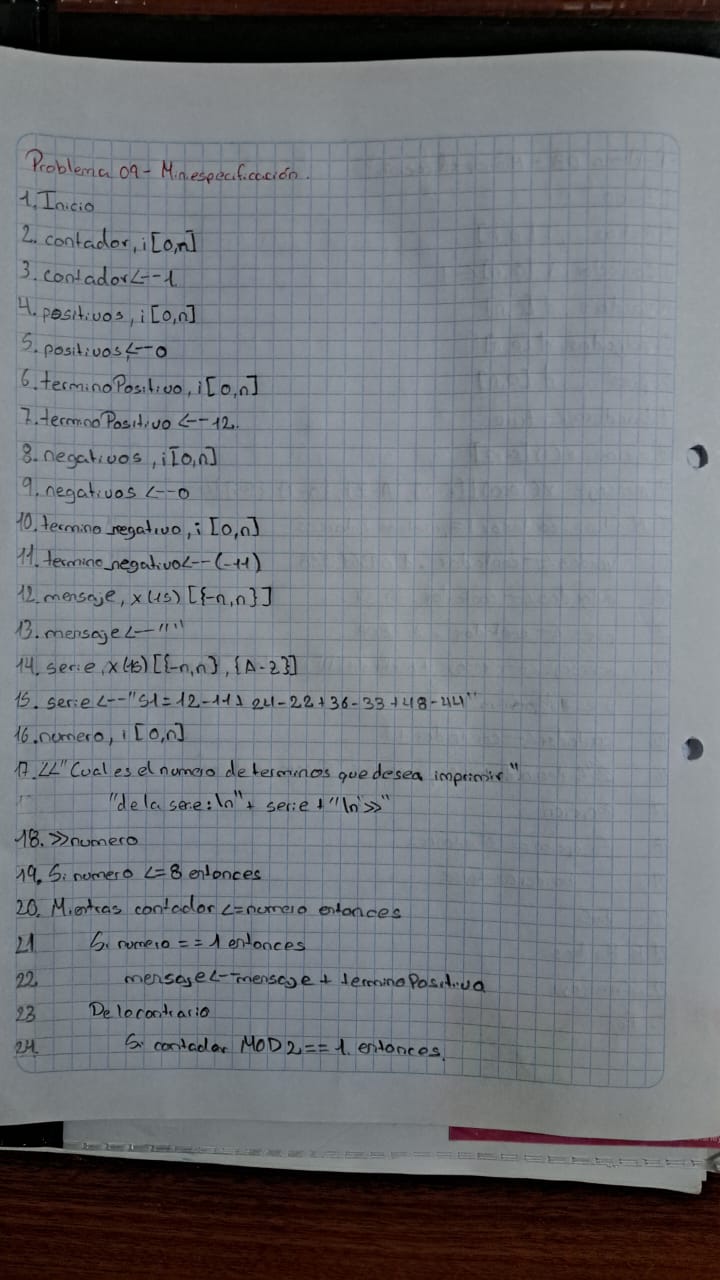 Problema 09 - Miniespecificación.
1. Inicio
2. contador, i [0,n]
3. contador <-- 1
4. positivos, i [0,n]
5. positivos <-- 0
6. terminoPositivo, i [0,n]
7. terminoPositivo <-- 12.
8. negativos, i [0,n]
9. negativos <-- 0
10. termino_negativo, i [0,n]
11. termino_negativo <-- (-11)
12. mensaje, x(15) [{-n,n}]
13. mensaje <-- ""
14. serie, x(15) [{-n,n}, {A-Z}]
15. serie <-- "S1 = 12-11+24-22+36-33+48-44"
16. numero, i [0,n]
17. << "Cual es el numero de terminos que desea imprimir"
"de la serie: \n" + serie + "\n >>"
18. >> numero
19. Si numero <= 8 entonces
20. Mientras contador <= numero entonces
21 Si numero == 1 entonces
22 mensaje <-- mensaje + terminoPositivo
23 De lo contrario
24. Si contador MOD 2 == 1. entonces.